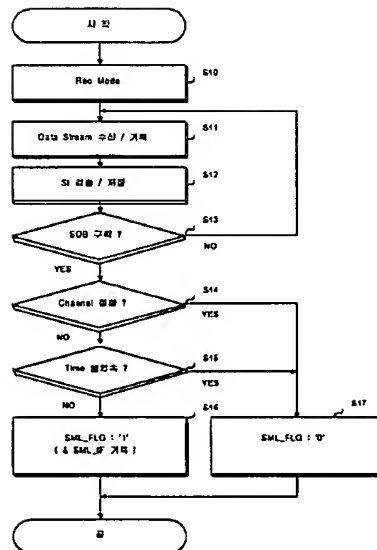 시 작
S10
Rec Mode
S11
Data Stream 수신 / 기록
S12
SI 검출 / 저장
S13
SOB 구획 ?
NO
YES
S14
Channel ?
YES
NO
S15
Time 불연속 ?
YES
NO
S16
S17
SML_FLG : '1'
( & SML_IF 기록 )
SML_FLG : '0'
끝